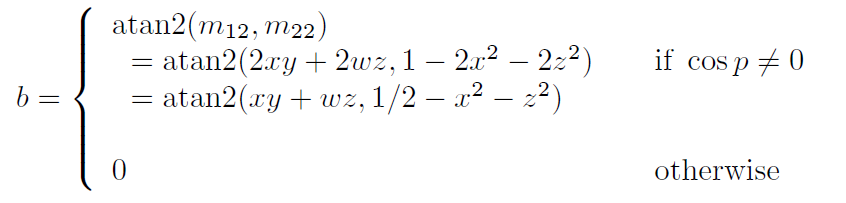 atan2(m₁₂, m₂₂)
= atan2(2xy + 2wz, 1 − 2x² − 2z²) if cos p ≠ 0
b = { = atan2(xy + wz, 1/2 − x² − z²)
0 otherwise